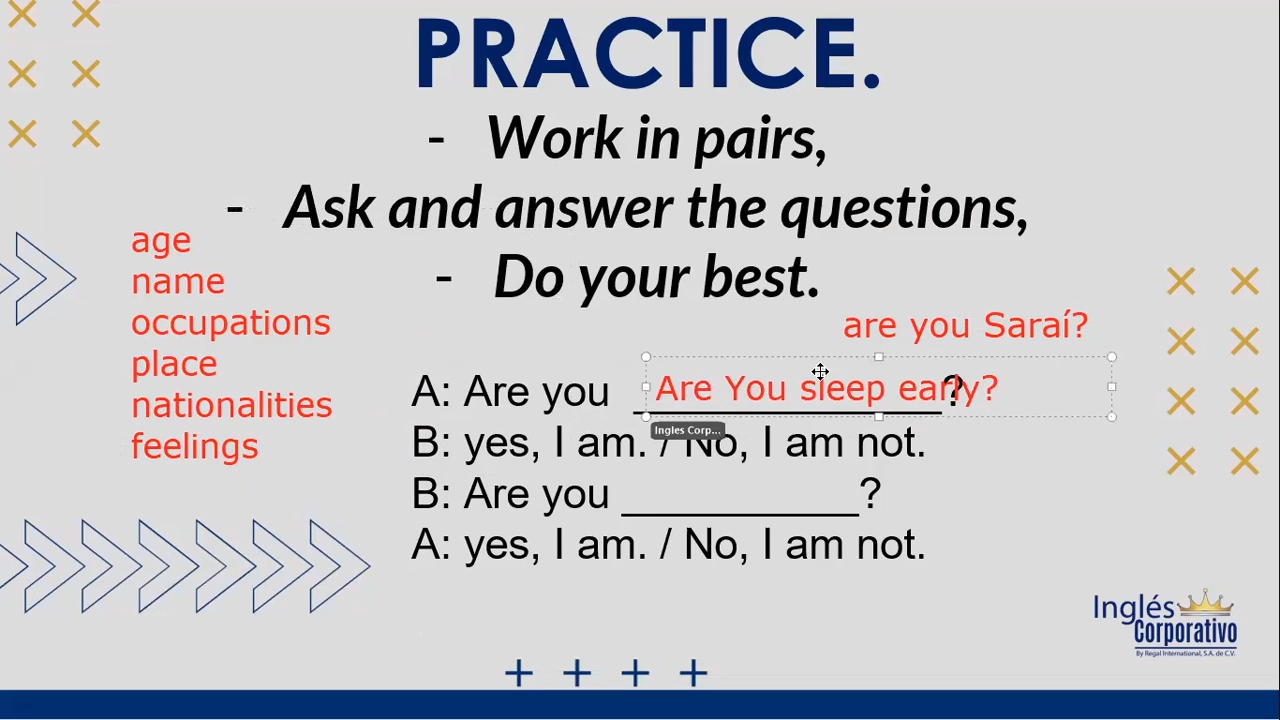 PRACTICE.
- Work in pairs,
- Ask and answer the questions,
- Do your best.
age
name
occupations
place
nationalities
feelings
are you Saraí?
A: Are you ____________?
Are You sleep early?
Ingles Corp...
B: yes, I am. / No, I am not.
B: Are you __________?
A: yes, I am. / No, I am not.
Inglés
Corporativo
By Regal International, S.A. de C.V.